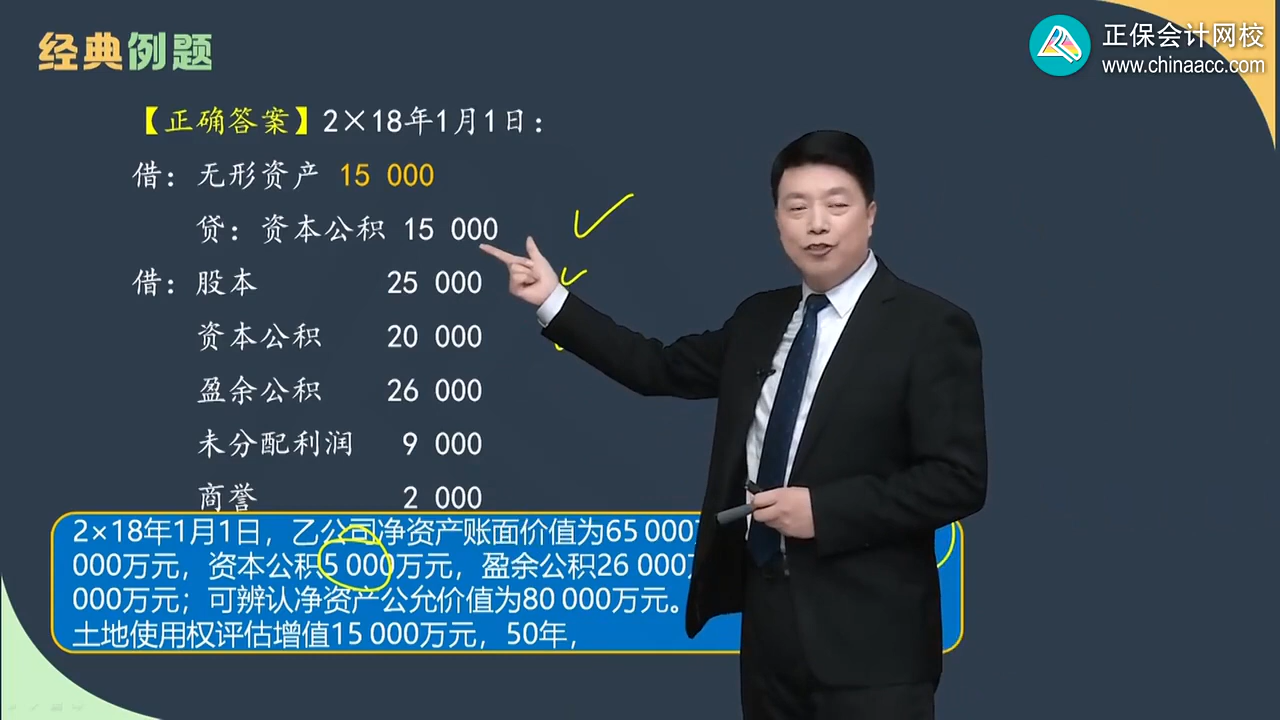 经典例题
正保会计网校
www.chinaacc.com
【正确答案】2×18年1月1日：
借：无形资产 15 000
贷：资本公积 15 000
借：股本 25 000
资本公积 20 000
盈余公积 26 000
未分配利润 9 000
商誉 2 000
2×18年1月1日，乙公司净资产账面价值为65 000
000万元，资本公积5 000万元，盈余公积26 000
000万元；可辨认净资产公允价值为80 000万元。
土地使用权评估增值15 000万元，50年，